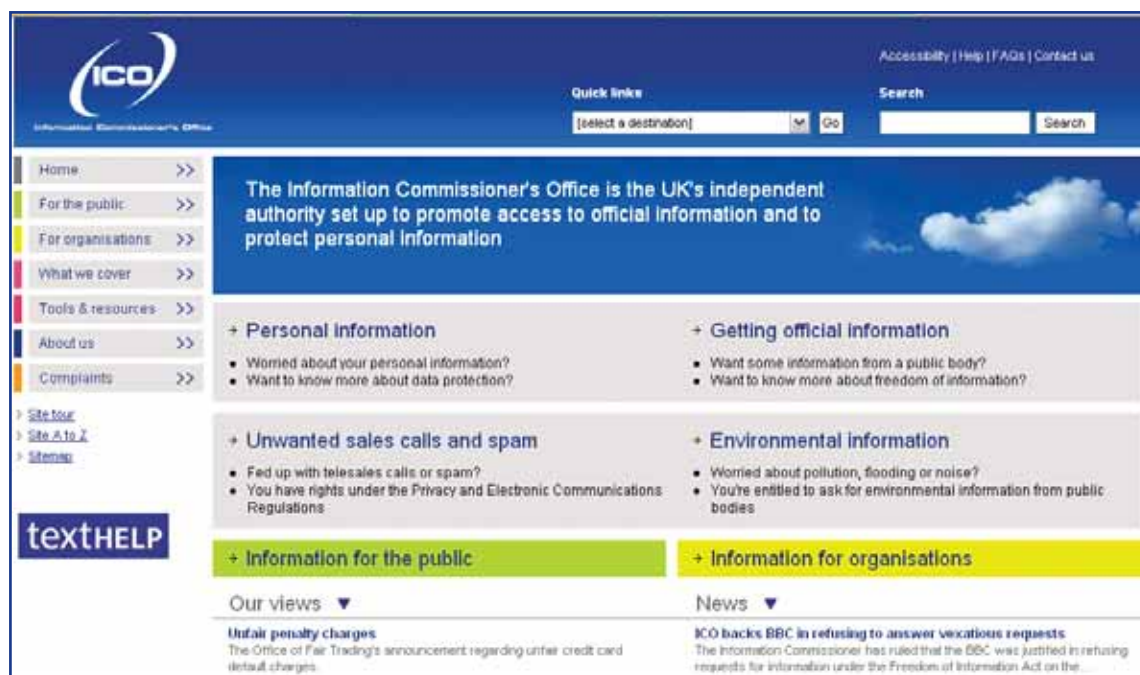 ico
Information Commissioner's Office
Accessibility | Help | FAQs | Contact us
Quick links
Search
[select a destination]
Go
Search
Home >>
For the public >>
For organisations >>
What we cover >>
Tools & resources >>
About us >>
Complaints >>
Site tour
Site A to Z
Sitemap
textHELP
The Information Commissioner's Office is the UK's independent
authority set up to promote access to official information and to
protect personal information
Personal information
• Worried about your personal information?
• Want to know more about data protection?
Getting official information
• Want some information from a public body?
• Want to know more about freedom of information?
Unwanted sales calls and spam
• Fed up with telesales calls or spam?
• You have rights under the Privacy and Electronic Communications
Regulations
Environmental information
• Worried about pollution, flooding or noise?
• You're entitled to ask for environmental information from public
bodies
Information for the public
Information for organisations
Our views
Unfair penalty charges
The Office of Fair Trading's announcement regarding unfair credit card
default charges.
News
ICO backs BBC in refusing to answer vexatious requests
The Information Commissioner has ruled that the BBC was justified in refusing
requests for information under the Freedom of Information Act on the...